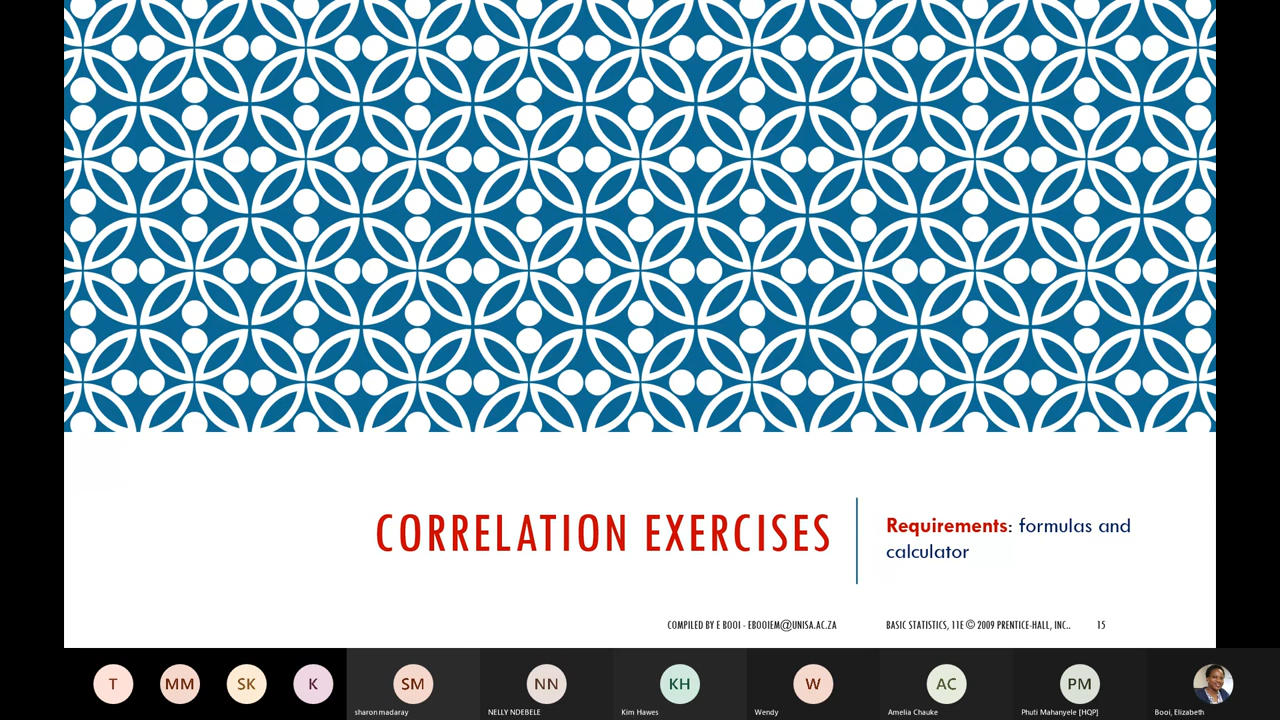 CORRELATION EXERCISES
Requirements: formulas and
calculator
COMPILED BY E BOOI - EBOOIEM@UNISA.AC.ZA
BASIC STATISTICS, 11E © 2009 PRENTICE-HALL, INC..
15
T
MM
SK
K
SM
NN
KH
W
AC
PM
sharon madaray
NELLY NDEBELE
Kim Hawes
Wendy
Amelia Chauke
Phuti Mahanyele [HQP]
Booi, Elizabeth